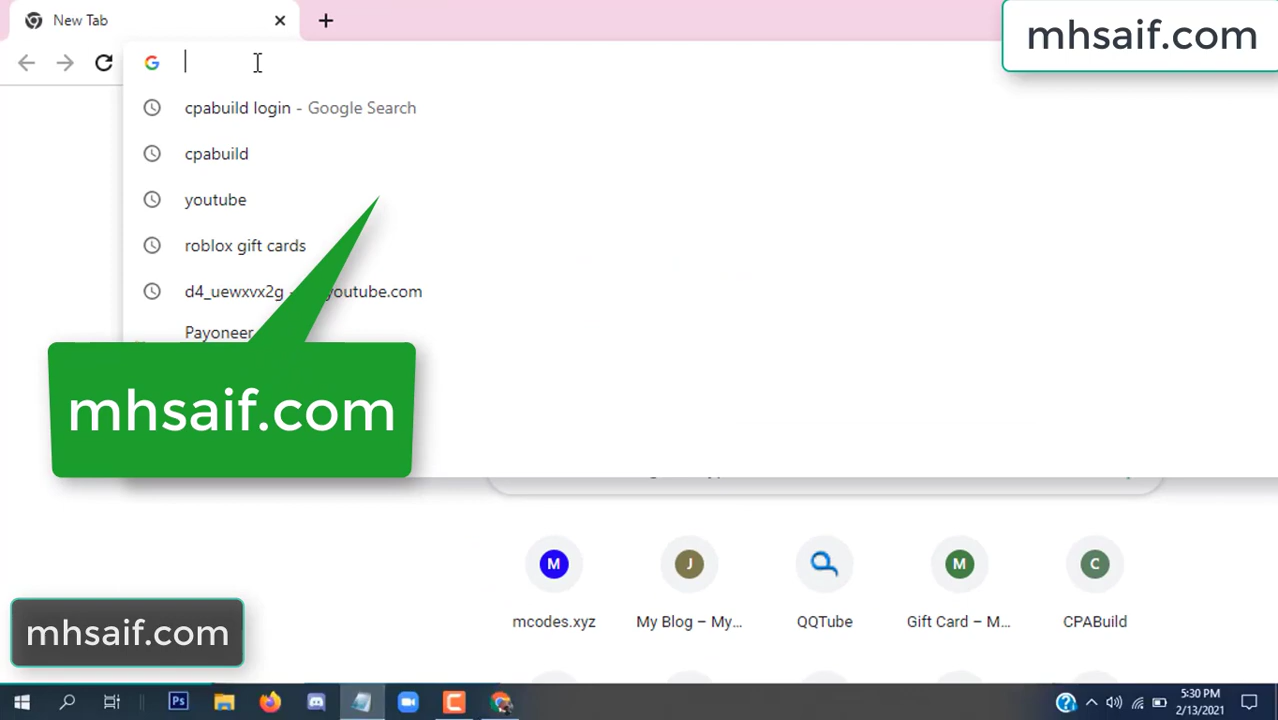 New Tab
mhsaif.com
cpabuild login - Google Search
cpabuild
youtube
roblox gift cards
d4_uewxvx2g youtube.com
Payoneer
mhsaif.com
M
J
M
C
mcodes.xyz
My Blog – My...
QQTube
Gift Card – M...
CPABuild
mhsaif.com
Ps
5:30 PM
2/13/2021